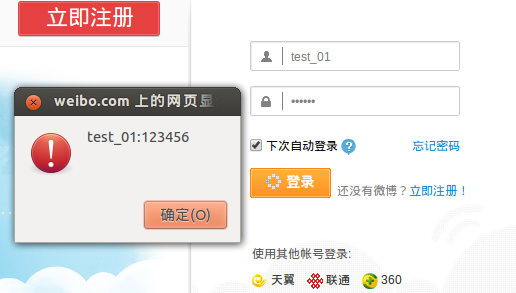 立即注册
weibo.com 上的网页显
test_01:123456
确定(O)
test_01
••••••
下次自动登录 ?
忘记密码
登录
还没有微博？立即注册！
使用其他帐号登录:
天翼 联通 360